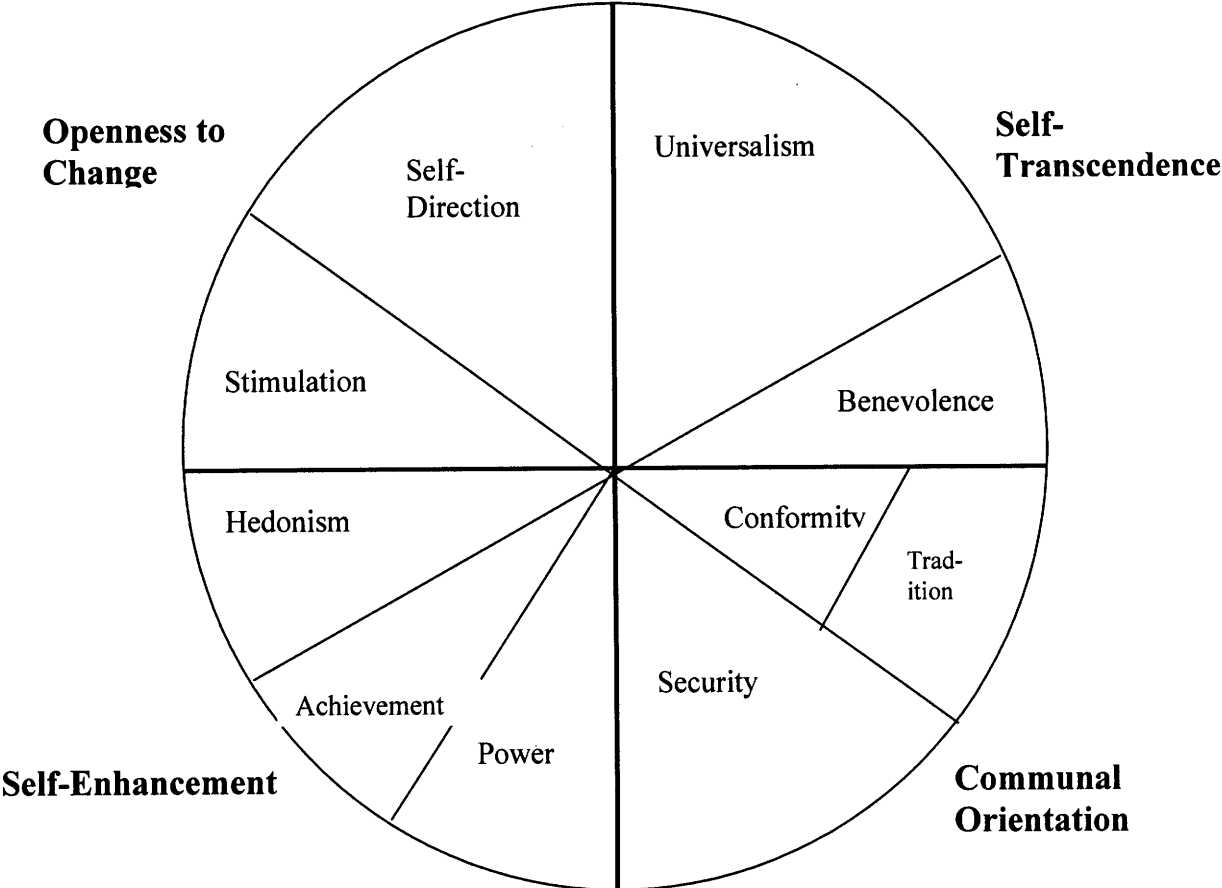 Openness to
Change
Self-
Direction
Universalism
Self-
Transcendence
Stimulation
Benevolence
Hedonism
Conformity
Trad-
ition
Achievement
Power
Security
Self-Enhancement
Communal
Orientation